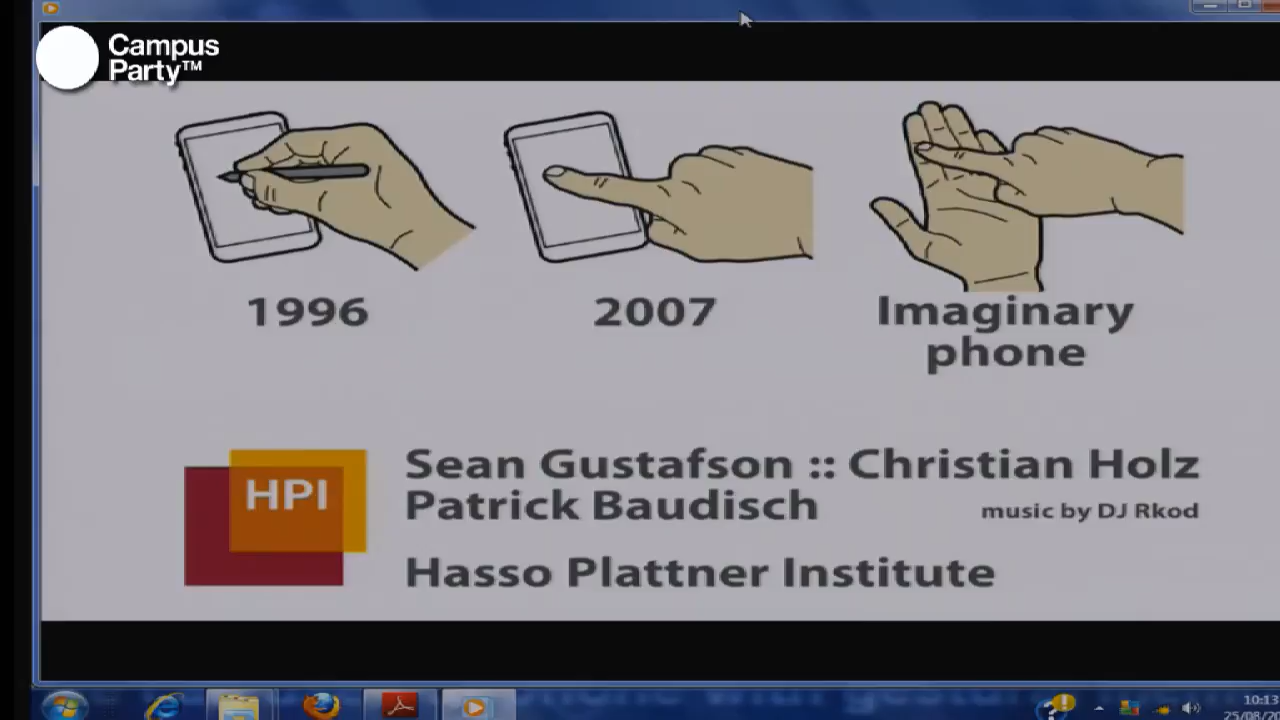 Campus
Party™
1996
2007
Imaginary
phone
HPI
Sean Gustafson :: Christian Holz
Patrick Baudisch
music by DJ Rkod
Hasso Plattner Institute
10:13